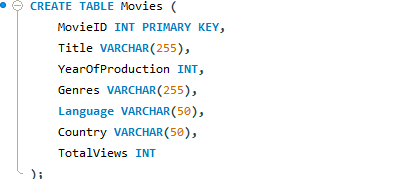 CREATE TABLE Movies (
MovieID INT PRIMARY KEY,
Title VARCHAR(255),
YearOfProduction INT,
Genres VARCHAR(255),
Language VARCHAR(50),
Country VARCHAR(50),
TotalViews INT
);